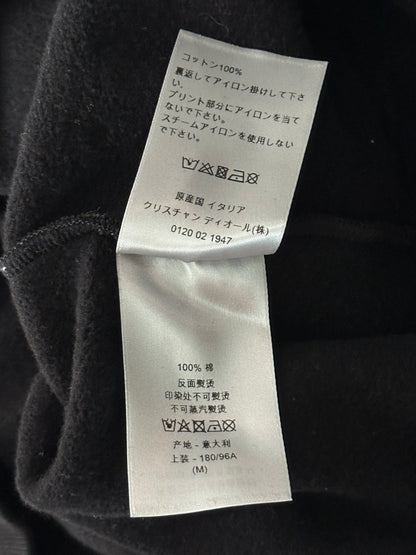 コットン100%
裏返してアイロン掛けして下さ
い.
プリント部分にアイロンを当て
ないで下さい.
スチームアイロンを使用しない
で下さい.
原産国 イタリア
クリスチャン ディオール(株)
0120 02 1947
100% 棉
反面熨烫
印染处不可熨烫
不可蒸汽熨烫
产地 - 意大利
上装 - 180/96A
(M)